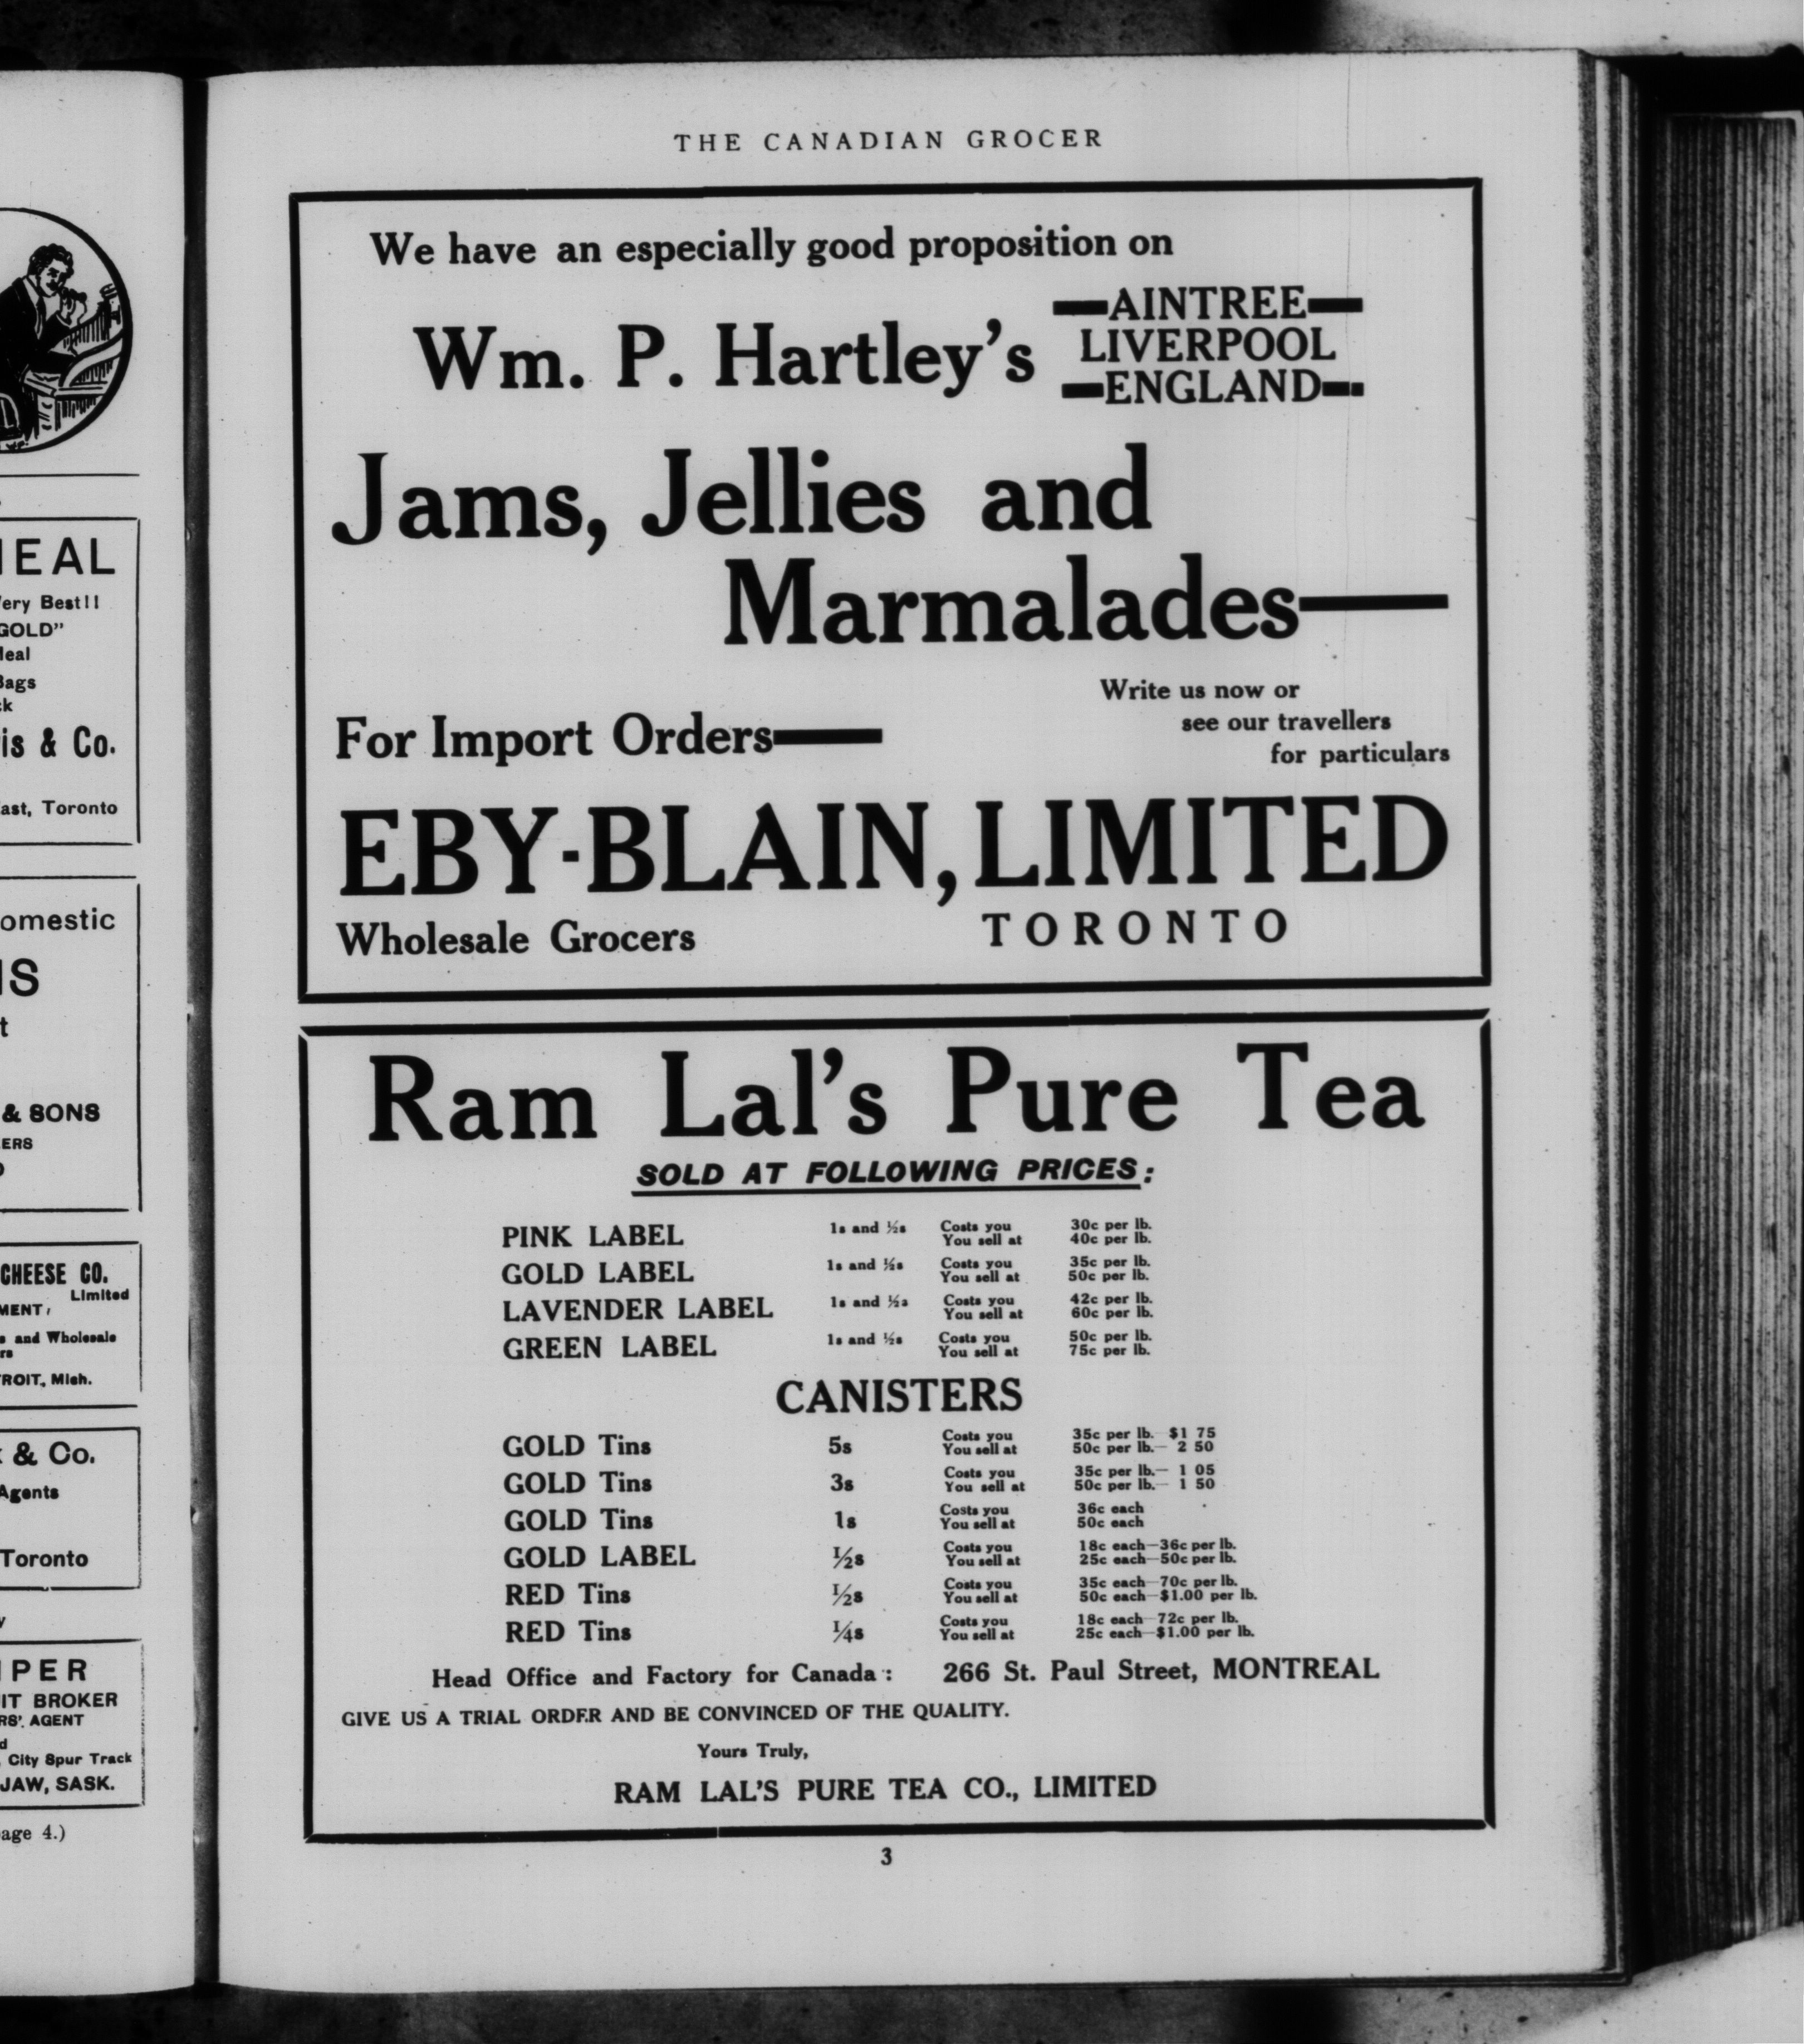 EAL
ery Best!!
GOLD”
eal
Bags
ck
is & Co.
ast, Toronto
omestic
t
& SONS
ERS
CHEESE CO.
Limited
MENT,
and Wholesale
rs
ROIT, Mich.
& Co.
Agents
Toronto
y
PER
IT BROKER
RS'. AGENT
d
City Spur Track
JAW, SASK.
age 4.)
THE CANADIAN GROCER
We have an especially good proposition on
Wm. P. Hartley’s
—AINTREE—
LIVERPOOL
—ENGLAND—
Jams, Jellies and
Marmalades—
For Import Orders—
Write us now or
see our travellers
for particulars
EBY-BLAIN, LIMITED
Wholesale Grocers TORONTO
Ram Lal’s Pure Tea
SOLD AT FOLLOWING PRICES:
PINK LABEL 1s and ½s Costs you 30c per lb.
You sell at 40c per lb.
GOLD LABEL 1s and ½s Costs you 35c per lb.
You sell at 50c per lb.
LAVENDER LABEL 1s and ½s Costs you 42c per lb.
You sell at 60c per lb.
GREEN LABEL 1s and ½s Costs you 50c per lb.
You sell at 75c per lb.
CANISTERS
GOLD Tins 5s Costs you 35c per lb.—$1 75
You sell at 50c per lb.— 2 50
GOLD Tins 3s Costs you 35c per lb.— 1 05
You sell at 50c per lb.— 1 50
GOLD Tins 1s Costs you 36c each
You sell at 50c each
GOLD LABEL ½s Costs you 18c each—36c per lb.
You sell at 25c each—50c per lb.
RED Tins ½s Costs you 35c each—70c per lb.
You sell at 50c each—$1.00 per lb.
RED Tins ¼s Costs you 18c each—72c per lb.
You sell at 25c each—$1.00 per lb.
Head Office and Factory for Canada: 266 St. Paul Street, MONTREAL
GIVE US A TRIAL ORDER AND BE CONVINCED OF THE QUALITY.
Yours Truly,
RAM LAL’S PURE TEA CO., LIMITED
3